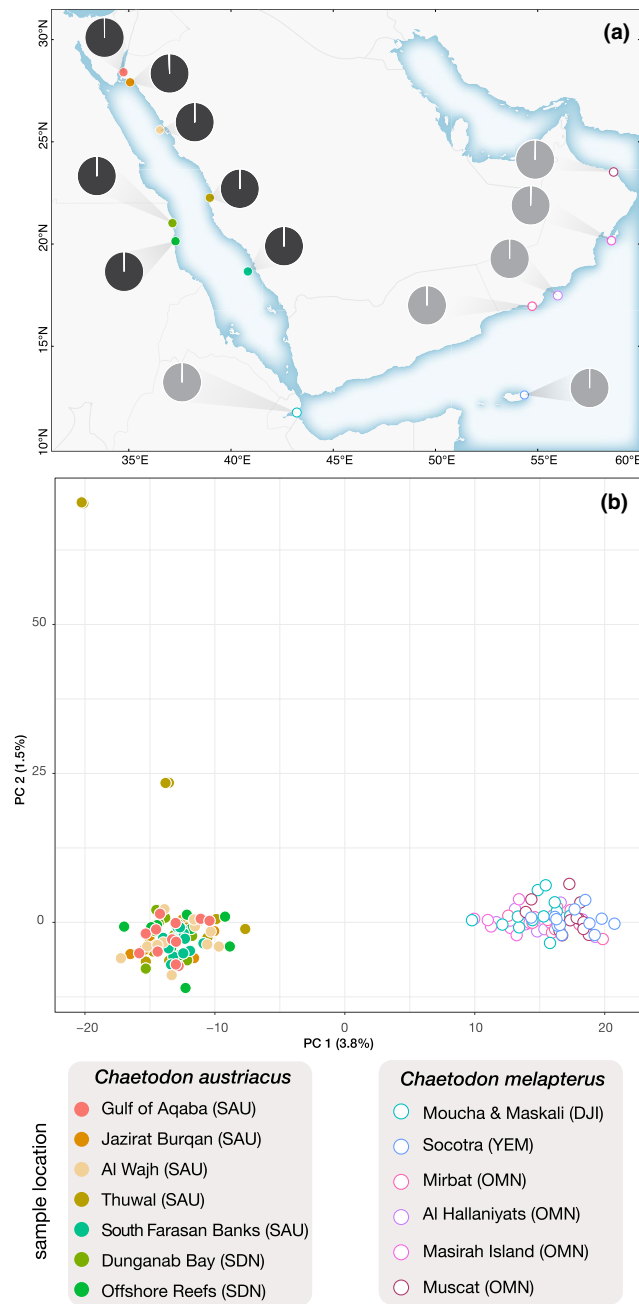 (a)
30°N
25°N
20°N
15°N
10°N
35°E
40°E
45°E
50°E
55°E
60°E
(b)
50
25
0
PC 2 (1.5%)
−20
−10
0
10
20
PC 1 (3.8%)
sample location
Chaetodon austriacus
Gulf of Aqaba (SAU)
Jazirat Burqan (SAU)
Al Wajh (SAU)
Thuwal (SAU)
South Farasan Banks (SAU)
Dunganab Bay (SDN)
Offshore Reefs (SDN)
Chaetodon melapterus
Moucha & Maskali (DJI)
Socotra (YEM)
Mirbat (OMN)
Al Hallaniyats (OMN)
Masirah Island (OMN)
Muscat (OMN)